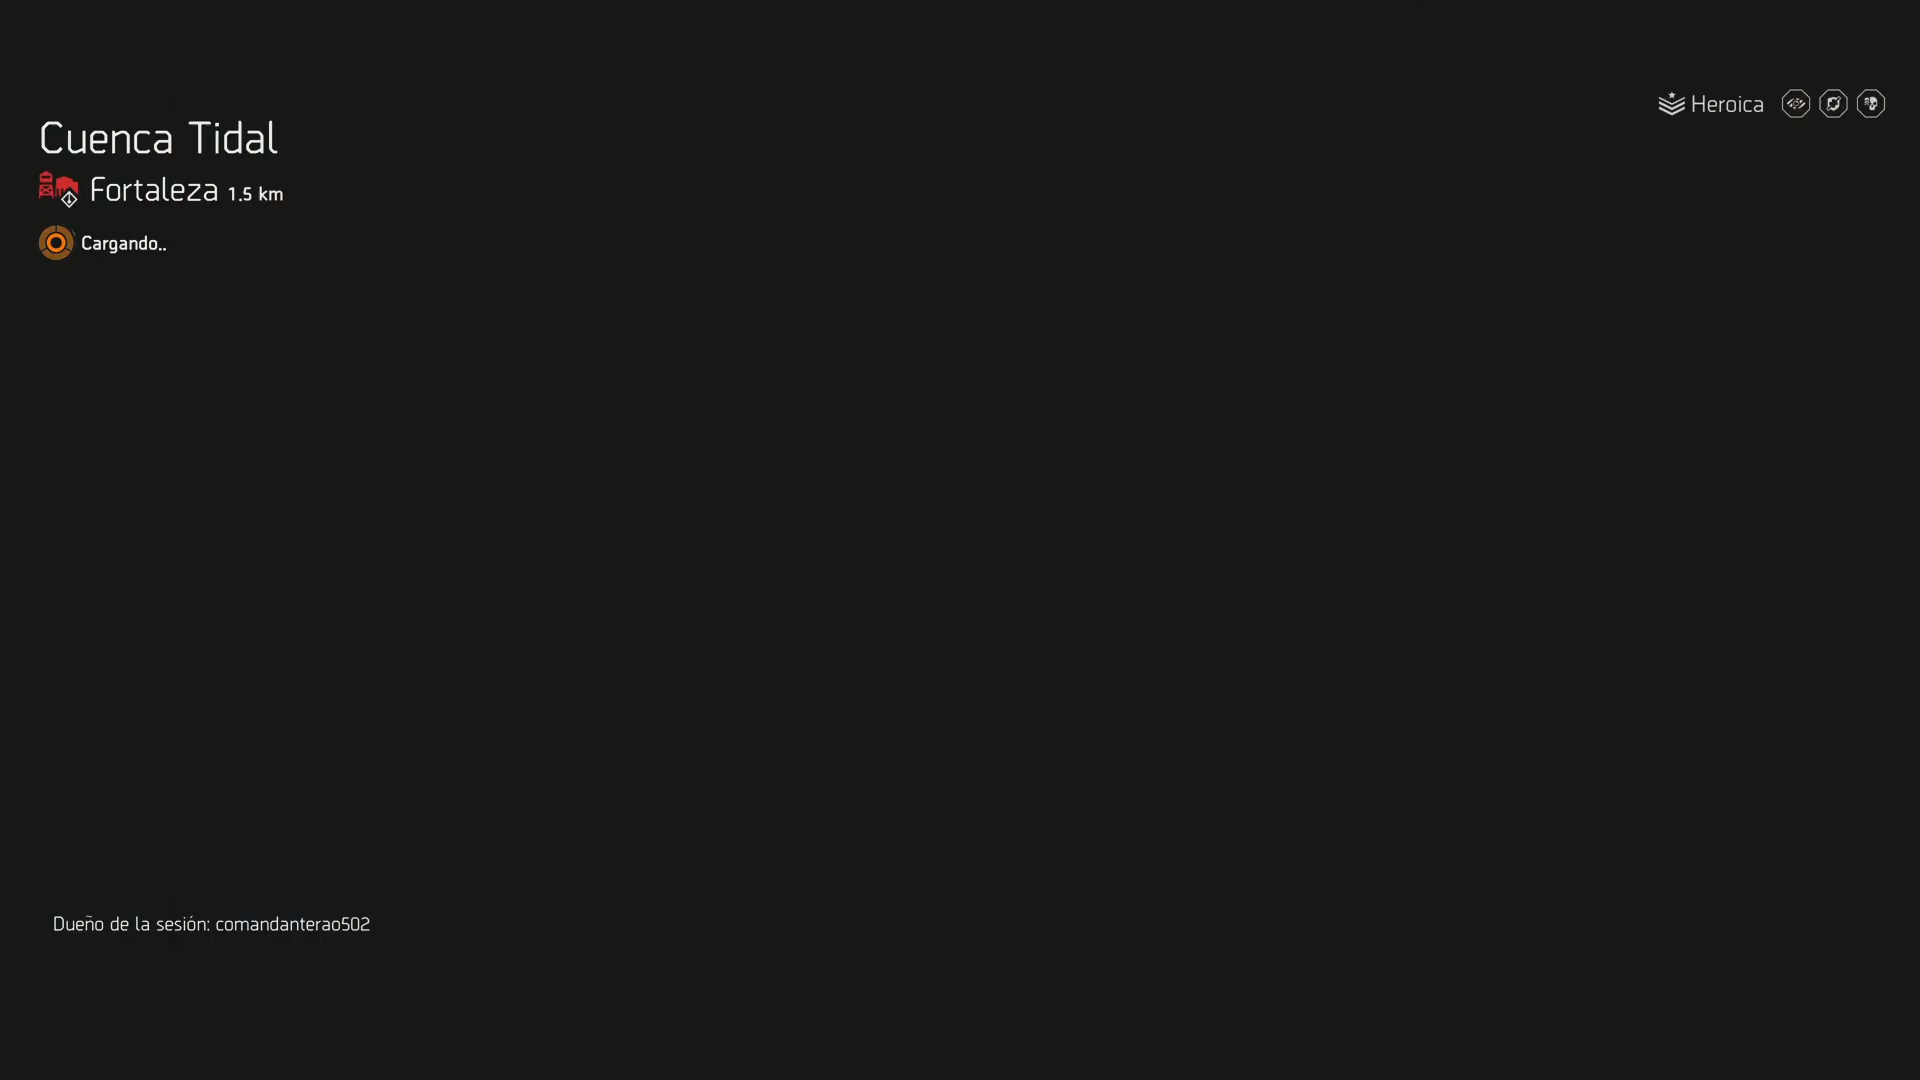 Heroica
Cuenca Tidal
Fortaleza 1.5 km
Cargando..
Dueño de la sesión: comandanterao502